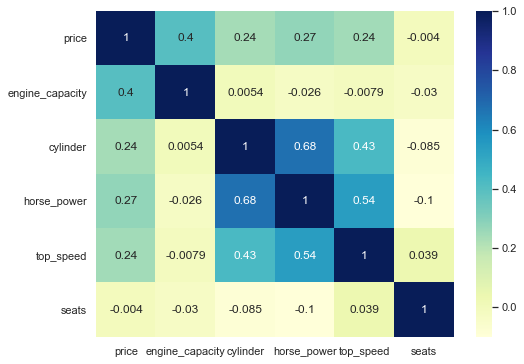 price 1 0.4 0.24 0.27 0.24 -0.004
engine_capacity 0.4 1 0.0054 -0.026 -0.0079 -0.03
cylinder 0.24 0.0054 1 0.68 0.43 -0.085
horse_power 0.27 -0.026 0.68 1 0.54 -0.1
top_speed 0.24 -0.0079 0.43 0.54 1 0.039
seats -0.004 -0.03 -0.085 -0.1 0.039 1
price engine_capacity cylinder horse_power top_speed seats
1.0
0.8
0.6
0.4
0.2
0.0